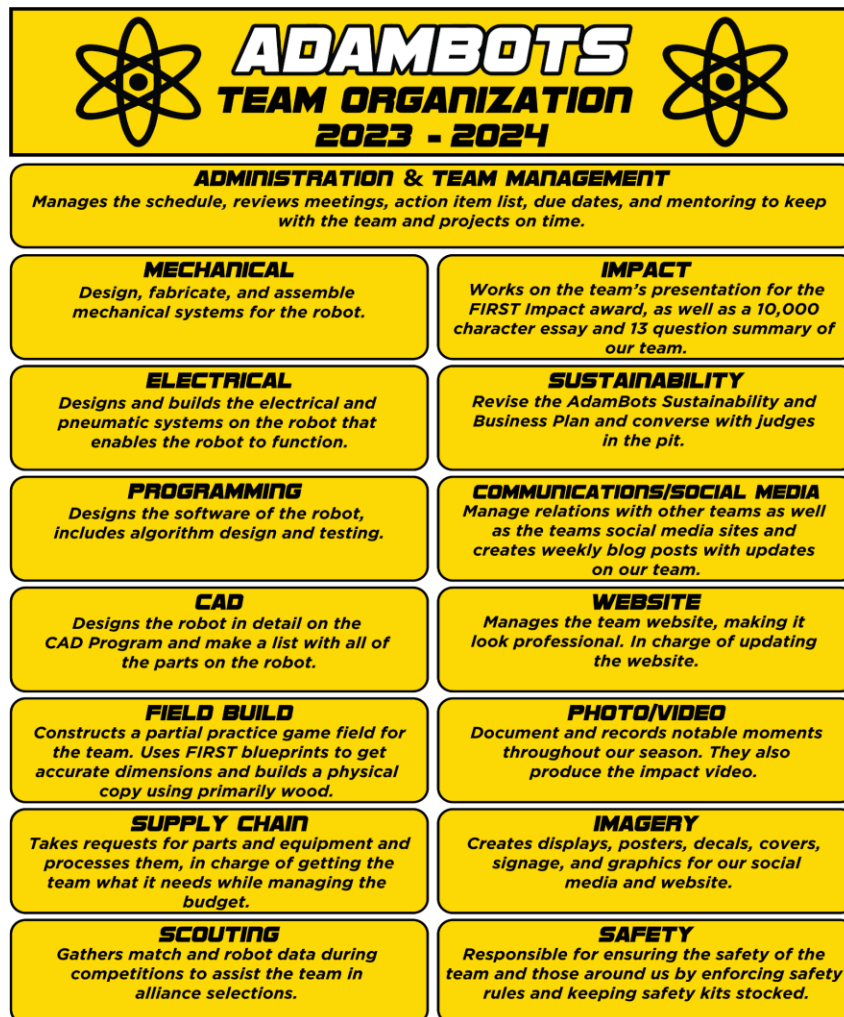 ADAMBOTS
TEAM ORGANIZATION
2023 - 2024
ADMINISTRATION & TEAM MANAGEMENT
Manages the schedule, reviews meetings, action item list, due dates, and mentoring to keep
with the team and projects on time.
MECHANICAL
Design, fabricate, and assemble
mechanical systems for the robot.
IMPACT
Works on the team's presentation for the
FIRST Impact award, as well as a 10,000
character essay and 13 question summary of
our team.
ELECTRICAL
Designs and builds the electrical and
pneumatic systems on the robot that
enables the robot to function.
SUSTAINABILITY
Revise the AdamBots Sustainability and
Business Plan and converse with judges
in the pit.
PROGRAMMING
Designs the software of the robot,
includes algorithm design and testing.
COMMUNICATIONS/SOCIAL MEDIA
Manage relations with other teams as well
as the teams social media sites and
creates weekly blog posts with updates
on our team.
CAD
Designs the robot in detail on the
CAD Program and make a list with all of
the parts on the robot.
WEBSITE
Manages the team website, making it
look professional. In charge of updating
the website.
FIELD BUILD
Constructs a partial practice game field for
the team. Uses FIRST blueprints to get
accurate dimensions and builds a physical
copy using primarily wood.
PHOTO/VIDEO
Document and records notable moments
throughout our season. They also
produce the impact video.
SUPPLY CHAIN
Takes requests for parts and equipment and
processes them, in charge of getting the
team what it needs while managing the
budget.
IMAGERY
Creates displays, posters, decals, covers,
signage, and graphics for our social
media and website.
SCOUTING
Gathers match and robot data during
competitions to assist the team in
alliance selections.
SAFETY
Responsible for ensuring the safety of the
team and those around us by enforcing safety
rules and keeping safety kits stocked.